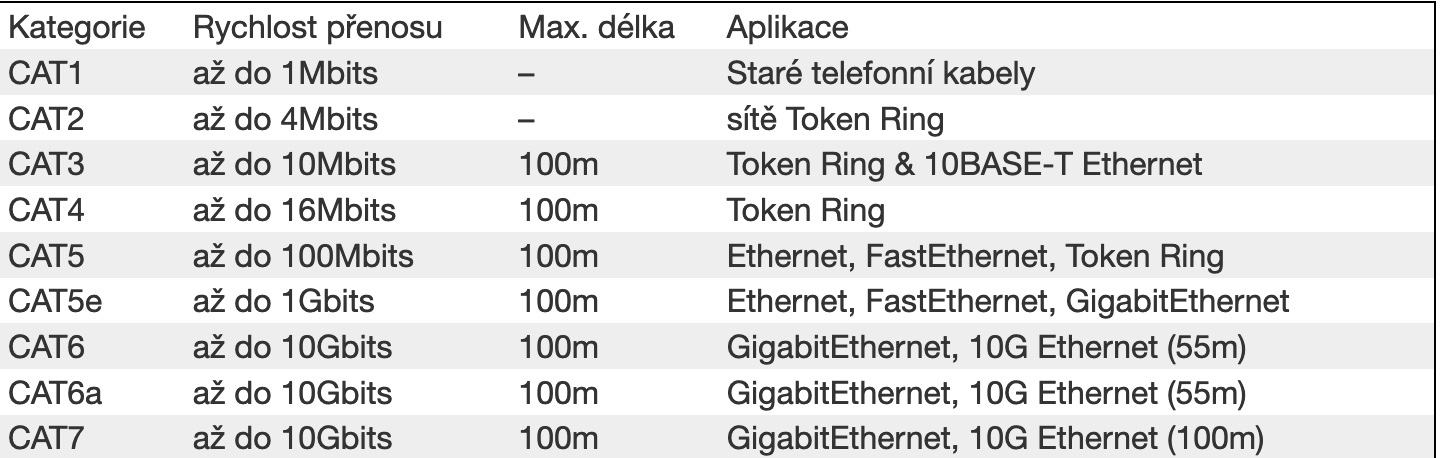 Kategorie Rychlost přenosu Max. délka Aplikace
CAT1 až do 1Mbits – Staré telefonní kabely
CAT2 až do 4Mbits – sítě Token Ring
CAT3 až do 10Mbits 100m Token Ring & 10BASE-T Ethernet
CAT4 až do 16Mbits 100m Token Ring
CAT5 až do 100Mbits 100m Ethernet, FastEthernet, Token Ring
CAT5e až do 1Gbits 100m Ethernet, FastEthernet, GigabitEthernet
CAT6 až do 10Gbits 100m GigabitEthernet, 10G Ethernet (55m)
CAT6a až do 10Gbits 100m GigabitEthernet, 10G Ethernet (55m)
CAT7 až do 10Gbits 100m GigabitEthernet, 10G Ethernet (100m)